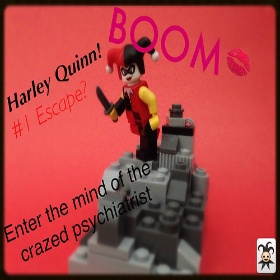 BOOM
Harley Quinn!
#1 Escape?
Enter the mind of the
crazed psychiatrist